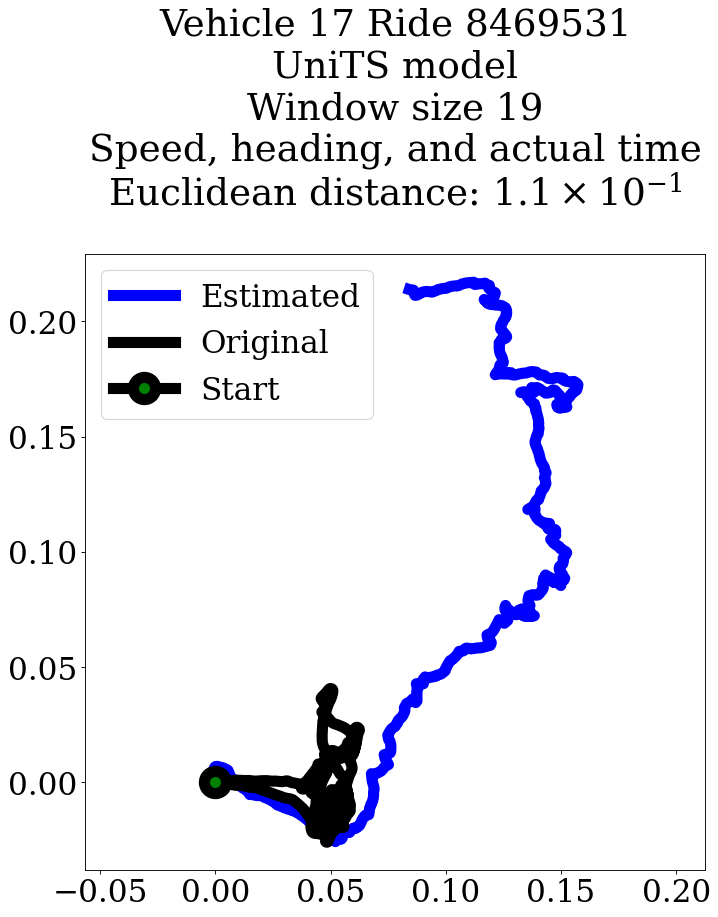 Vehicle 17 Ride 8469531
UniTS model
Window size 19
Speed, heading, and actual time
Euclidean distance: 1.1 × 10⁻¹
Estimated
Original
Start
0.20
0.15
0.10
0.05
0.00
−0.05 0.00 0.05 0.10 0.15 0.20